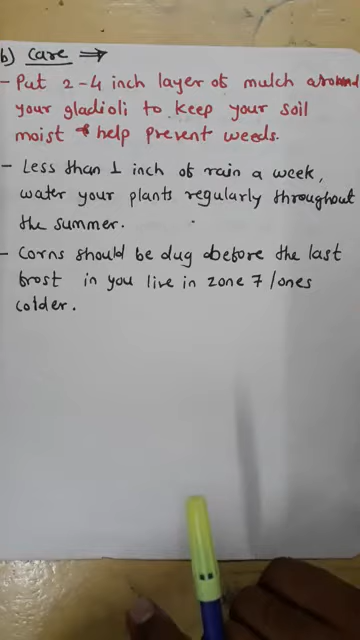 b) Care ⇒
- Put 2-4 inch layer of mulch around
your gladioli to keep your soil
moist & help prevent weeds.
- Less than 1 inch of rain a week,
water your plants regularly throughout
the summer.
- Corns should be dug before the last
frost in you live in zone 7 /ones
colder.